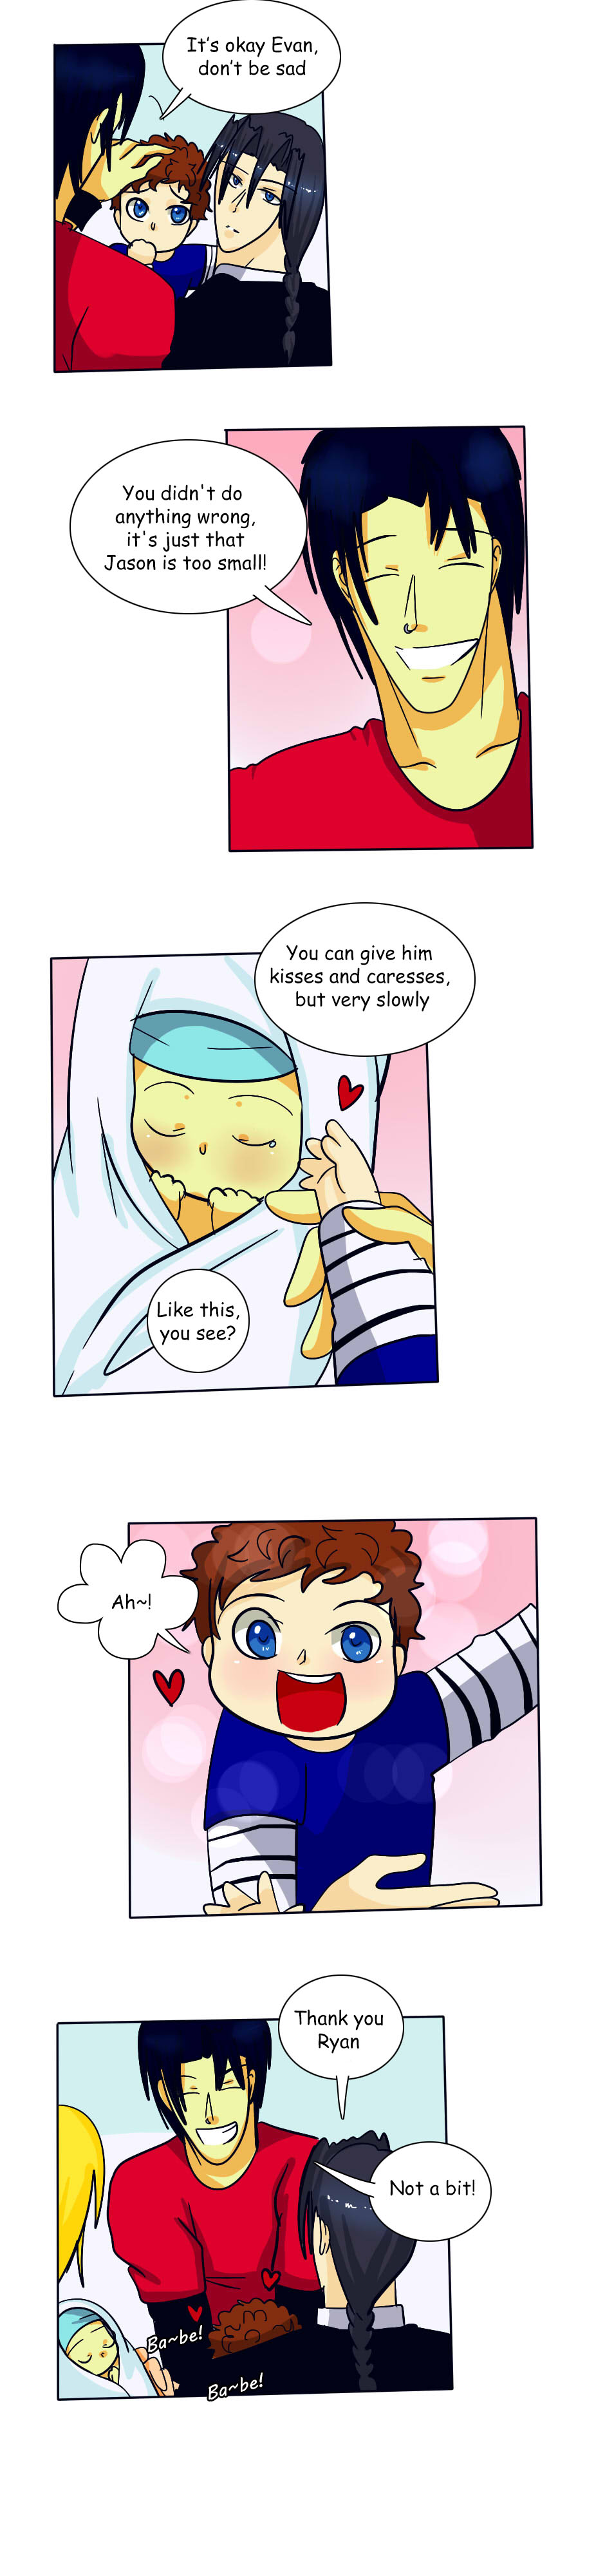 It's okay Evan,
don't be sad
You didn't do
anything wrong,
it's just that
Jason is too small!
You can give him
kisses and caresses,
but very slowly
Like this,
you see?
Ah~!
Thank you
Ryan
Not a bit!
Ba~be!
Ba~be!